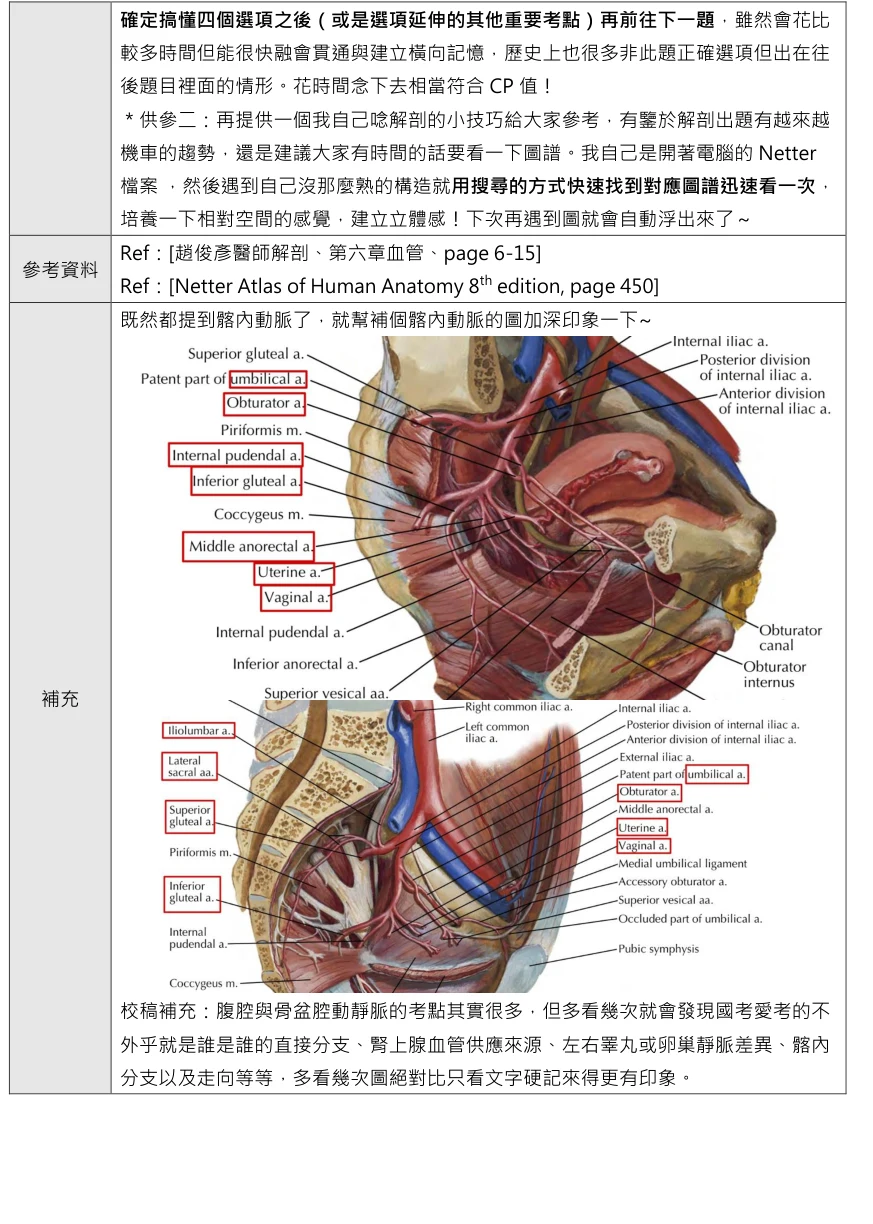 確定搞懂四個選項之後（或是選項延伸的其他重要考點）再前往下一題，雖然會花比
較多時間但能很快融會貫通與建立橫向記憶，歷史上也很多非此題正確選項但出在往
後題目裡面的情形。花時間念下去相當符合 CP 值！
＊供參二：再提供一個我自己唸解剖的小技巧給大家參考，有鑒於解剖出題有越來越
機車的趨勢，還是建議大家有時間的話要看一下圖譜。我自己是開著電腦的 Netter
檔案 ，然後遇到自己沒那麼熟的構造就用搜尋的方式快速找到對應圖譜迅速看一次，
培養一下相對空間的感覺，建立立體感！下次再遇到圖就會自動浮出來了～
參考資料
Ref：[趙俊彥醫師解剖、第六章血管、page 6-15]
Ref：[Netter Atlas of Human Anatomy 8th edition, page 450]
補充
既然都提到髂內動脈了，就幫補個髂內動脈的圖加深印象一下~
Superior gluteal a.
Patent part of umbilical a.
Obturator a.
Piriformis m.
Internal pudendal a.
Inferior gluteal a.
Coccygeus m.
Middle anorectal a.
Uterine a.
Vaginal a.
Internal pudendal a.
Inferior anorectal a.
Superior vesical aa.
Internal iliac a.
Posterior division
of internal iliac a.
Anterior division
of internal iliac a.
Obturator
canal
Obturator
internus
Iliolumbar a.
Lateral
sacral aa.
Superior
gluteal a.
Piriformis m.
Inferior
gluteal a.
Internal
pudendal a.
Coccygeus m.
Right common iliac a.
Left common
iliac a.
Internal iliac a.
Posterior division of internal iliac a.
Anterior division of internal iliac a.
External iliac a.
Patent part of umbilical a.
Obturator a.
Middle anorectal a.
Uterine a.
Vaginal a.
Medial umbilical ligament
Accessory obturator a.
Superior vesical aa.
Occluded part of umbilical a.
Pubic symphysis
校稿補充：腹腔與骨盆腔動靜脈的考點其實很多，但多看幾次就會發現國考愛考的不
外乎就是誰是誰的直接分支、腎上腺血管供應來源、左右睪丸或卵巢靜脈差異、髂內
分支以及走向等等，多看幾次圖絕對比只看文字硬記來得更有印象。